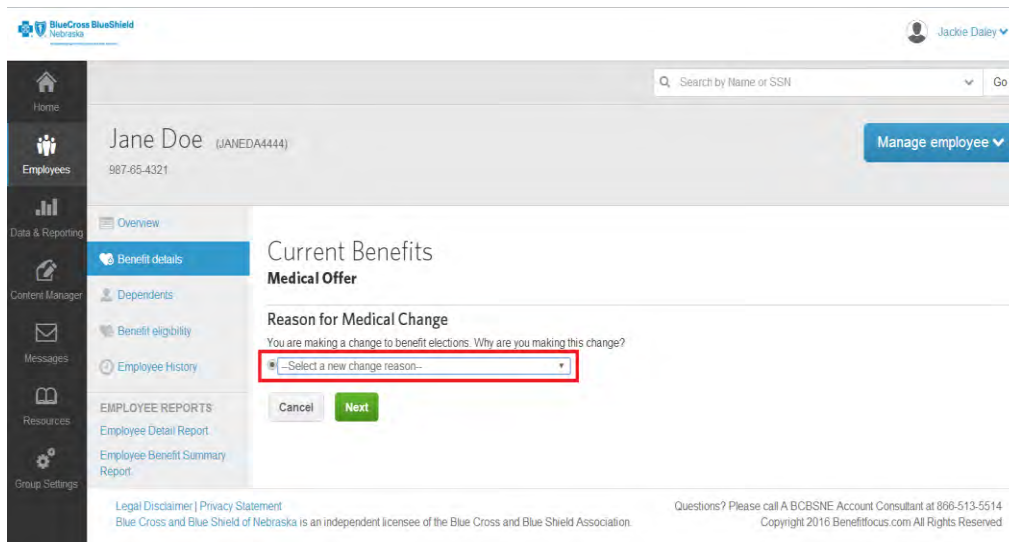 BlueCross BlueShield
Nebraska
Jackie Daley
Search by Name or SSN
Go
Home
Employees
Data & Reporting
Content Manager
Messages
Resources
Group Settings
Jane Doe (JANEDA4444)
987-65-4321
Manage employee
Overview
Benefit details
Dependents
Benefit eligibility
Employee History
EMPLOYEE REPORTS
Employee Detail Report
Employee Benefit Summary
Report
Current Benefits
Medical Offer
Reason for Medical Change
You are making a change to benefit elections. Why are you making this change?
--Select a new change reason--
Cancel
Next
Legal Disclaimer | Privacy Statement
Blue Cross and Blue Shield of Nebraska is an independent licensee of the Blue Cross and Blue Shield Association.
Questions? Please call A BCBSNE Account Consultant at 866-513-5514
Copyright 2016 Benefitfocus.com All Rights Reserved